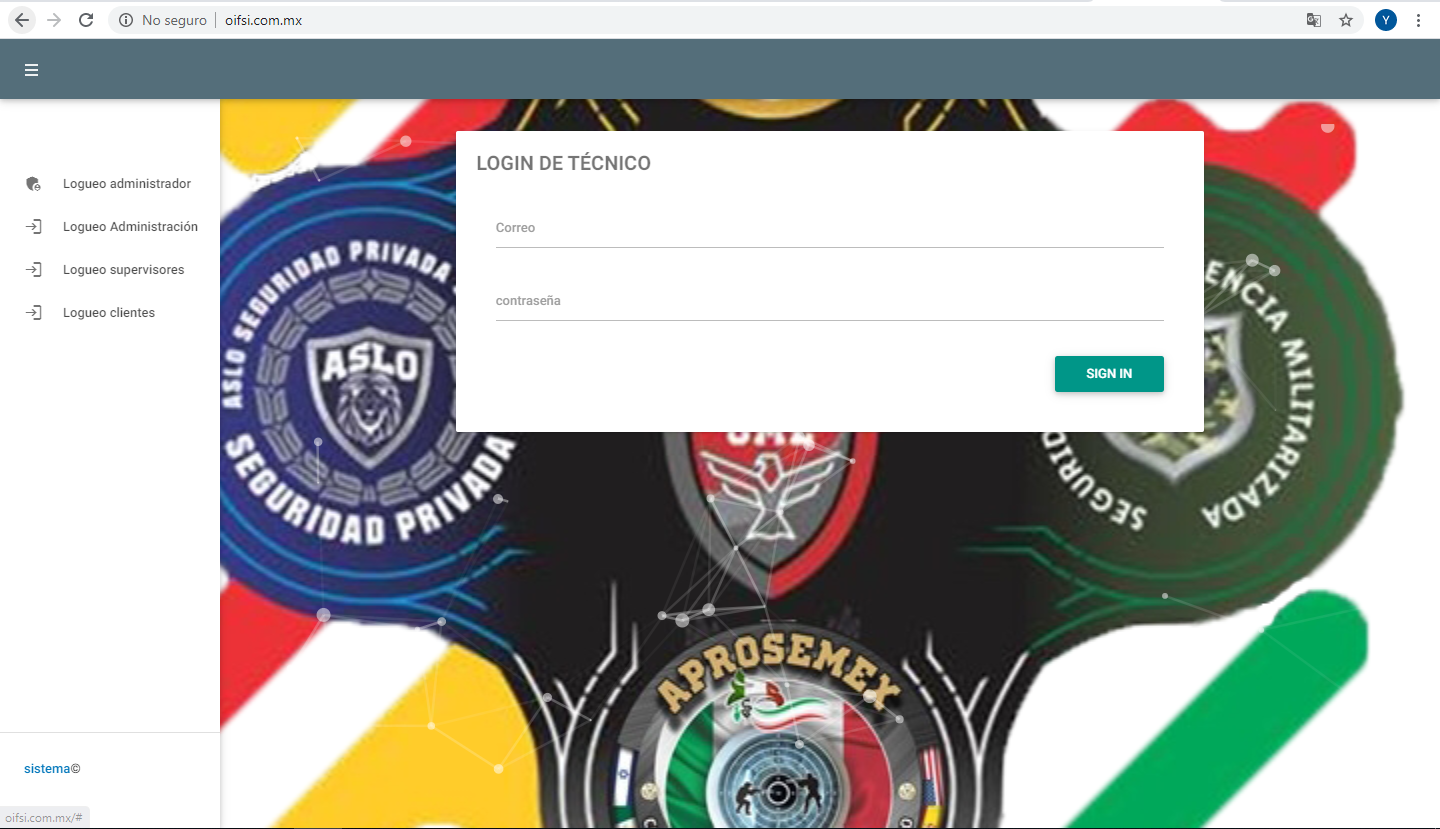 No seguro
oifsi.com.mx
Y
LOGIN DE TÉCNICO
Correo
contraseña
SIGN IN
Logueo administrador
Logueo Administración
Logueo supervisores
Logueo clientes
ASLO SEGURIDAD PRIVADA
ASLO
SEGURIDAD PRIVADA
ENCIA MILITARIZADA
SEGURID
APROSEMEX
sistema©
oifsi.com.mx/#